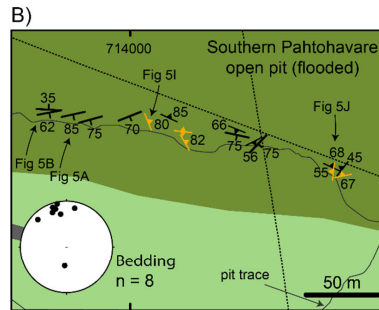 B)
714000
Southern Pahtohavare
open pit (flooded)
Fig 5I
Fig 5J
35
62
85
75
70
80
85
82
66
75
56
75
68
45
55
67
Fig 5B
Fig 5A
Bedding
n = 8
pit trace
50 m